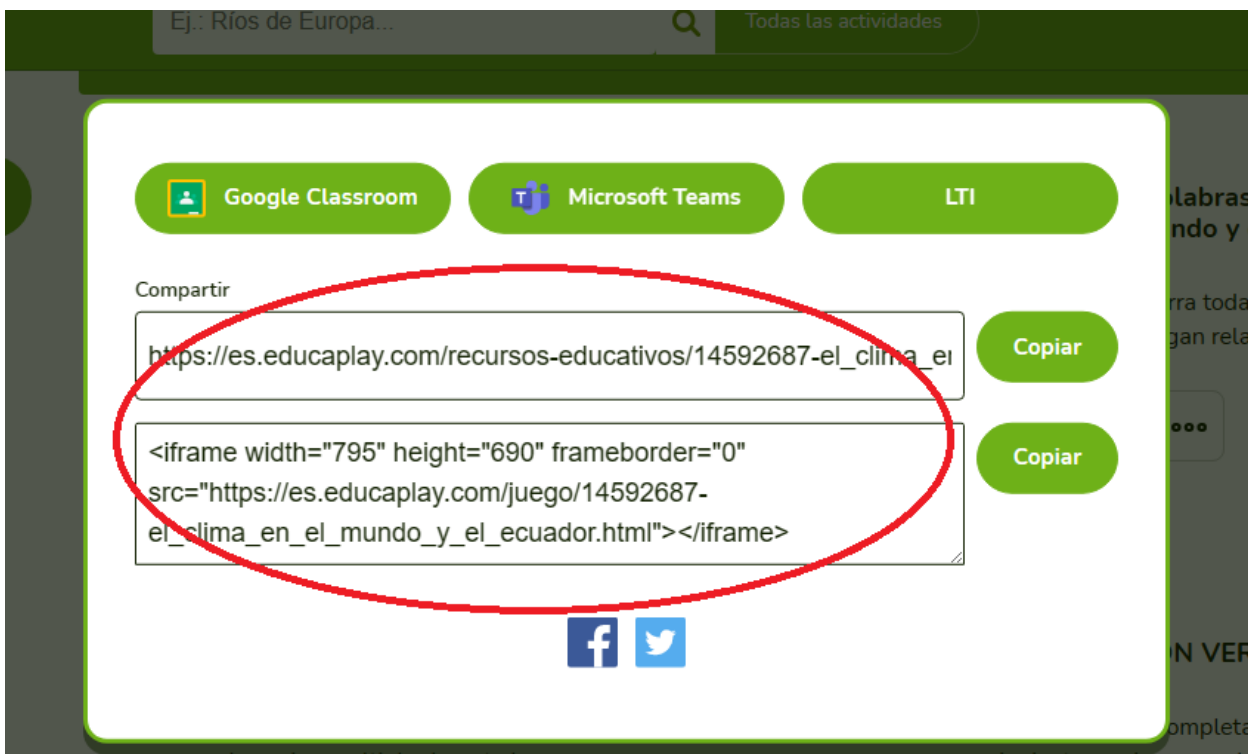 Ej.: Ríos de Europa...
Todas las actividades
Google Classroom
Microsoft Teams
LTI
Compartir
https://es.educaplay.com/recursos-educativos/14592687-el_clima_en
Copiar
<iframe width="795" height="690" frameborder="0"
src="https://es.educaplay.com/juego/14592687-
el_clima_en_el_mundo_y_el_ecuador.html"></iframe>
Copiar
ndo y